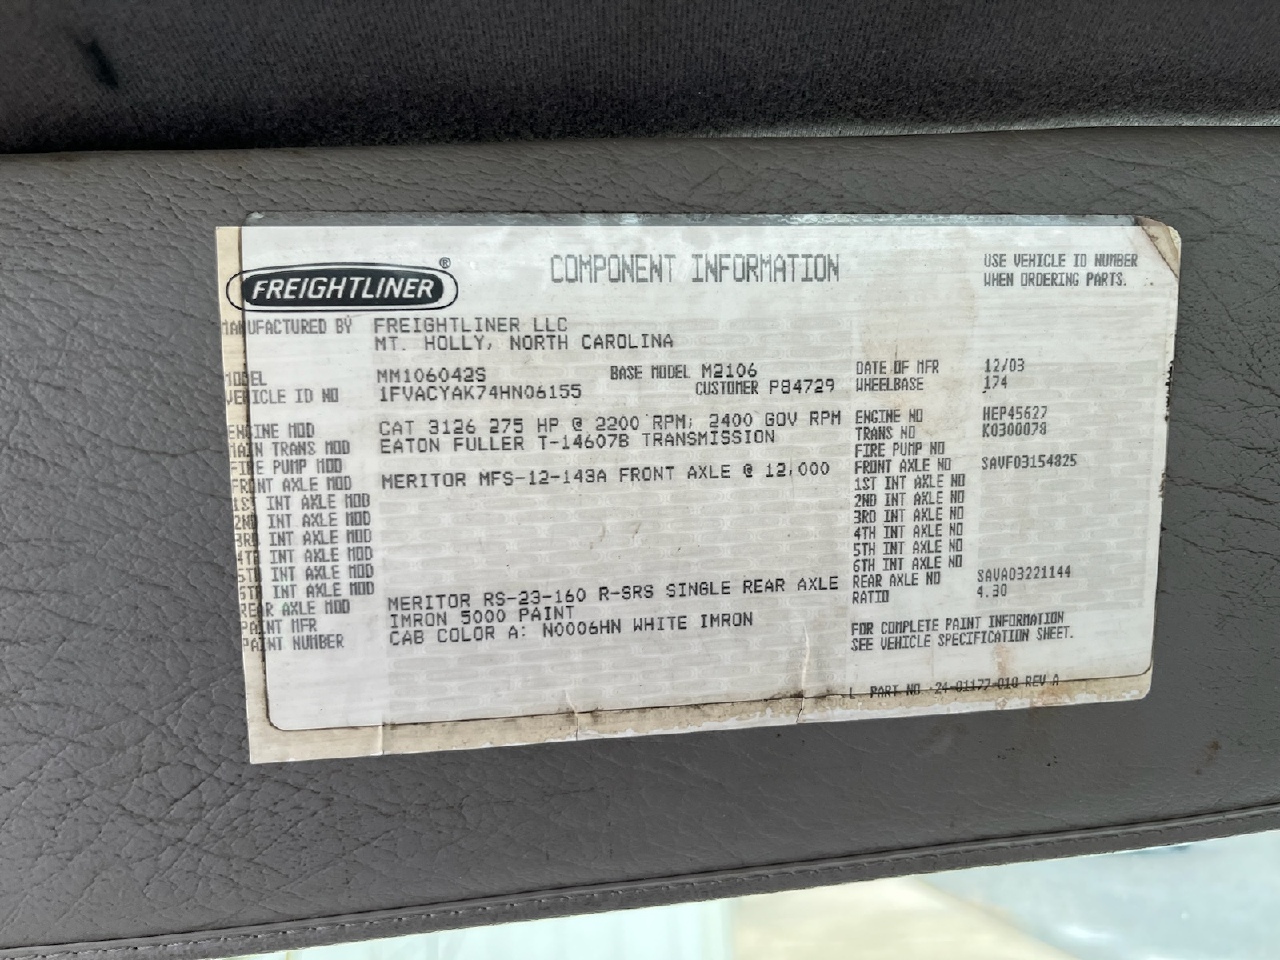 FREIGHTLINER®
COMPONENT INFORMATION
USE VEHICLE ID NUMBER
WHEN ORDERING PARTS.
MANUFACTURED BY FREIGHTLINER LLC
MT. HOLLY, NORTH CAROLINA
MODEL MM106042S BASE MODEL M2106 DATE OF MFR 12/03
VEHICLE ID NO 1FVACYAK74HN06155 CUSTOMER P84729 WHEELBASE 174
ENGINE MOD CAT 3126 275 HP @ 2200 RPM; 2400 GOV RPM ENGINE NO HEP45627
MAIN TRANS MOD EATON FULLER T-14607B TRANSMISSION TRANS NO K0300078
FIRE PUMP MOD FIRE PUMP NO
FRONT AXLE MOD MERITOR MFS-12-143A FRONT AXLE @ 12,000 FRONT AXLE NO SAVF03154825
1ST INT AXLE MOD 1ST INT AXLE NO
2ND INT AXLE MOD 2ND INT AXLE NO
3RD INT AXLE MOD 3RD INT AXLE NO
4TH INT AXLE MOD 4TH INT AXLE NO
5TH INT AXLE MOD 5TH INT AXLE NO
6TH INT AXLE MOD 6TH INT AXLE NO
REAR AXLE MOD MERITOR RS-23-160 R-SRS SINGLE REAR AXLE REAR AXLE NO SAVA03221144
RATIO 4.30
PAINT MFR IMRON 5000 PAINT
PAINT NUMBER CAB COLOR A: N0006HN WHITE IMRON
FOR COMPLETE PAINT INFORMATION
SEE VEHICLE SPECIFICATION SHEET.
PART NO 24-01177-010 REV A